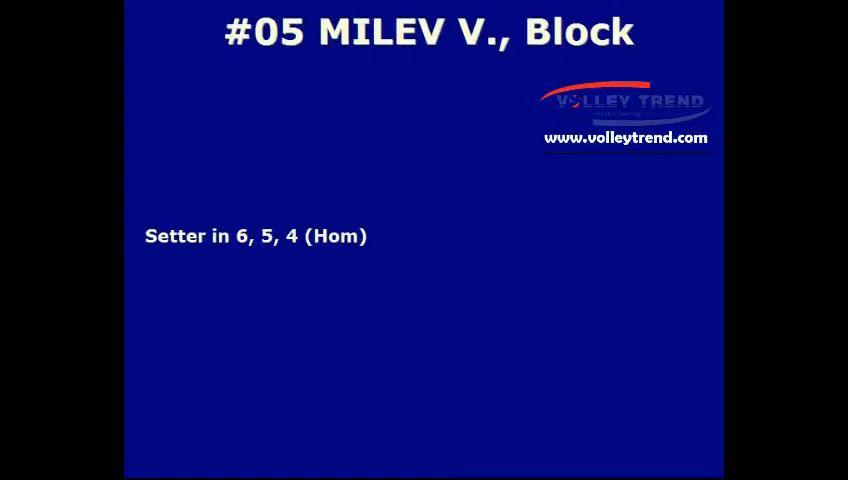 #05 MILEV V., Block
VOLLEY TREND
www.volleytrend.com
Setter in 6, 5, 4 (Hom)